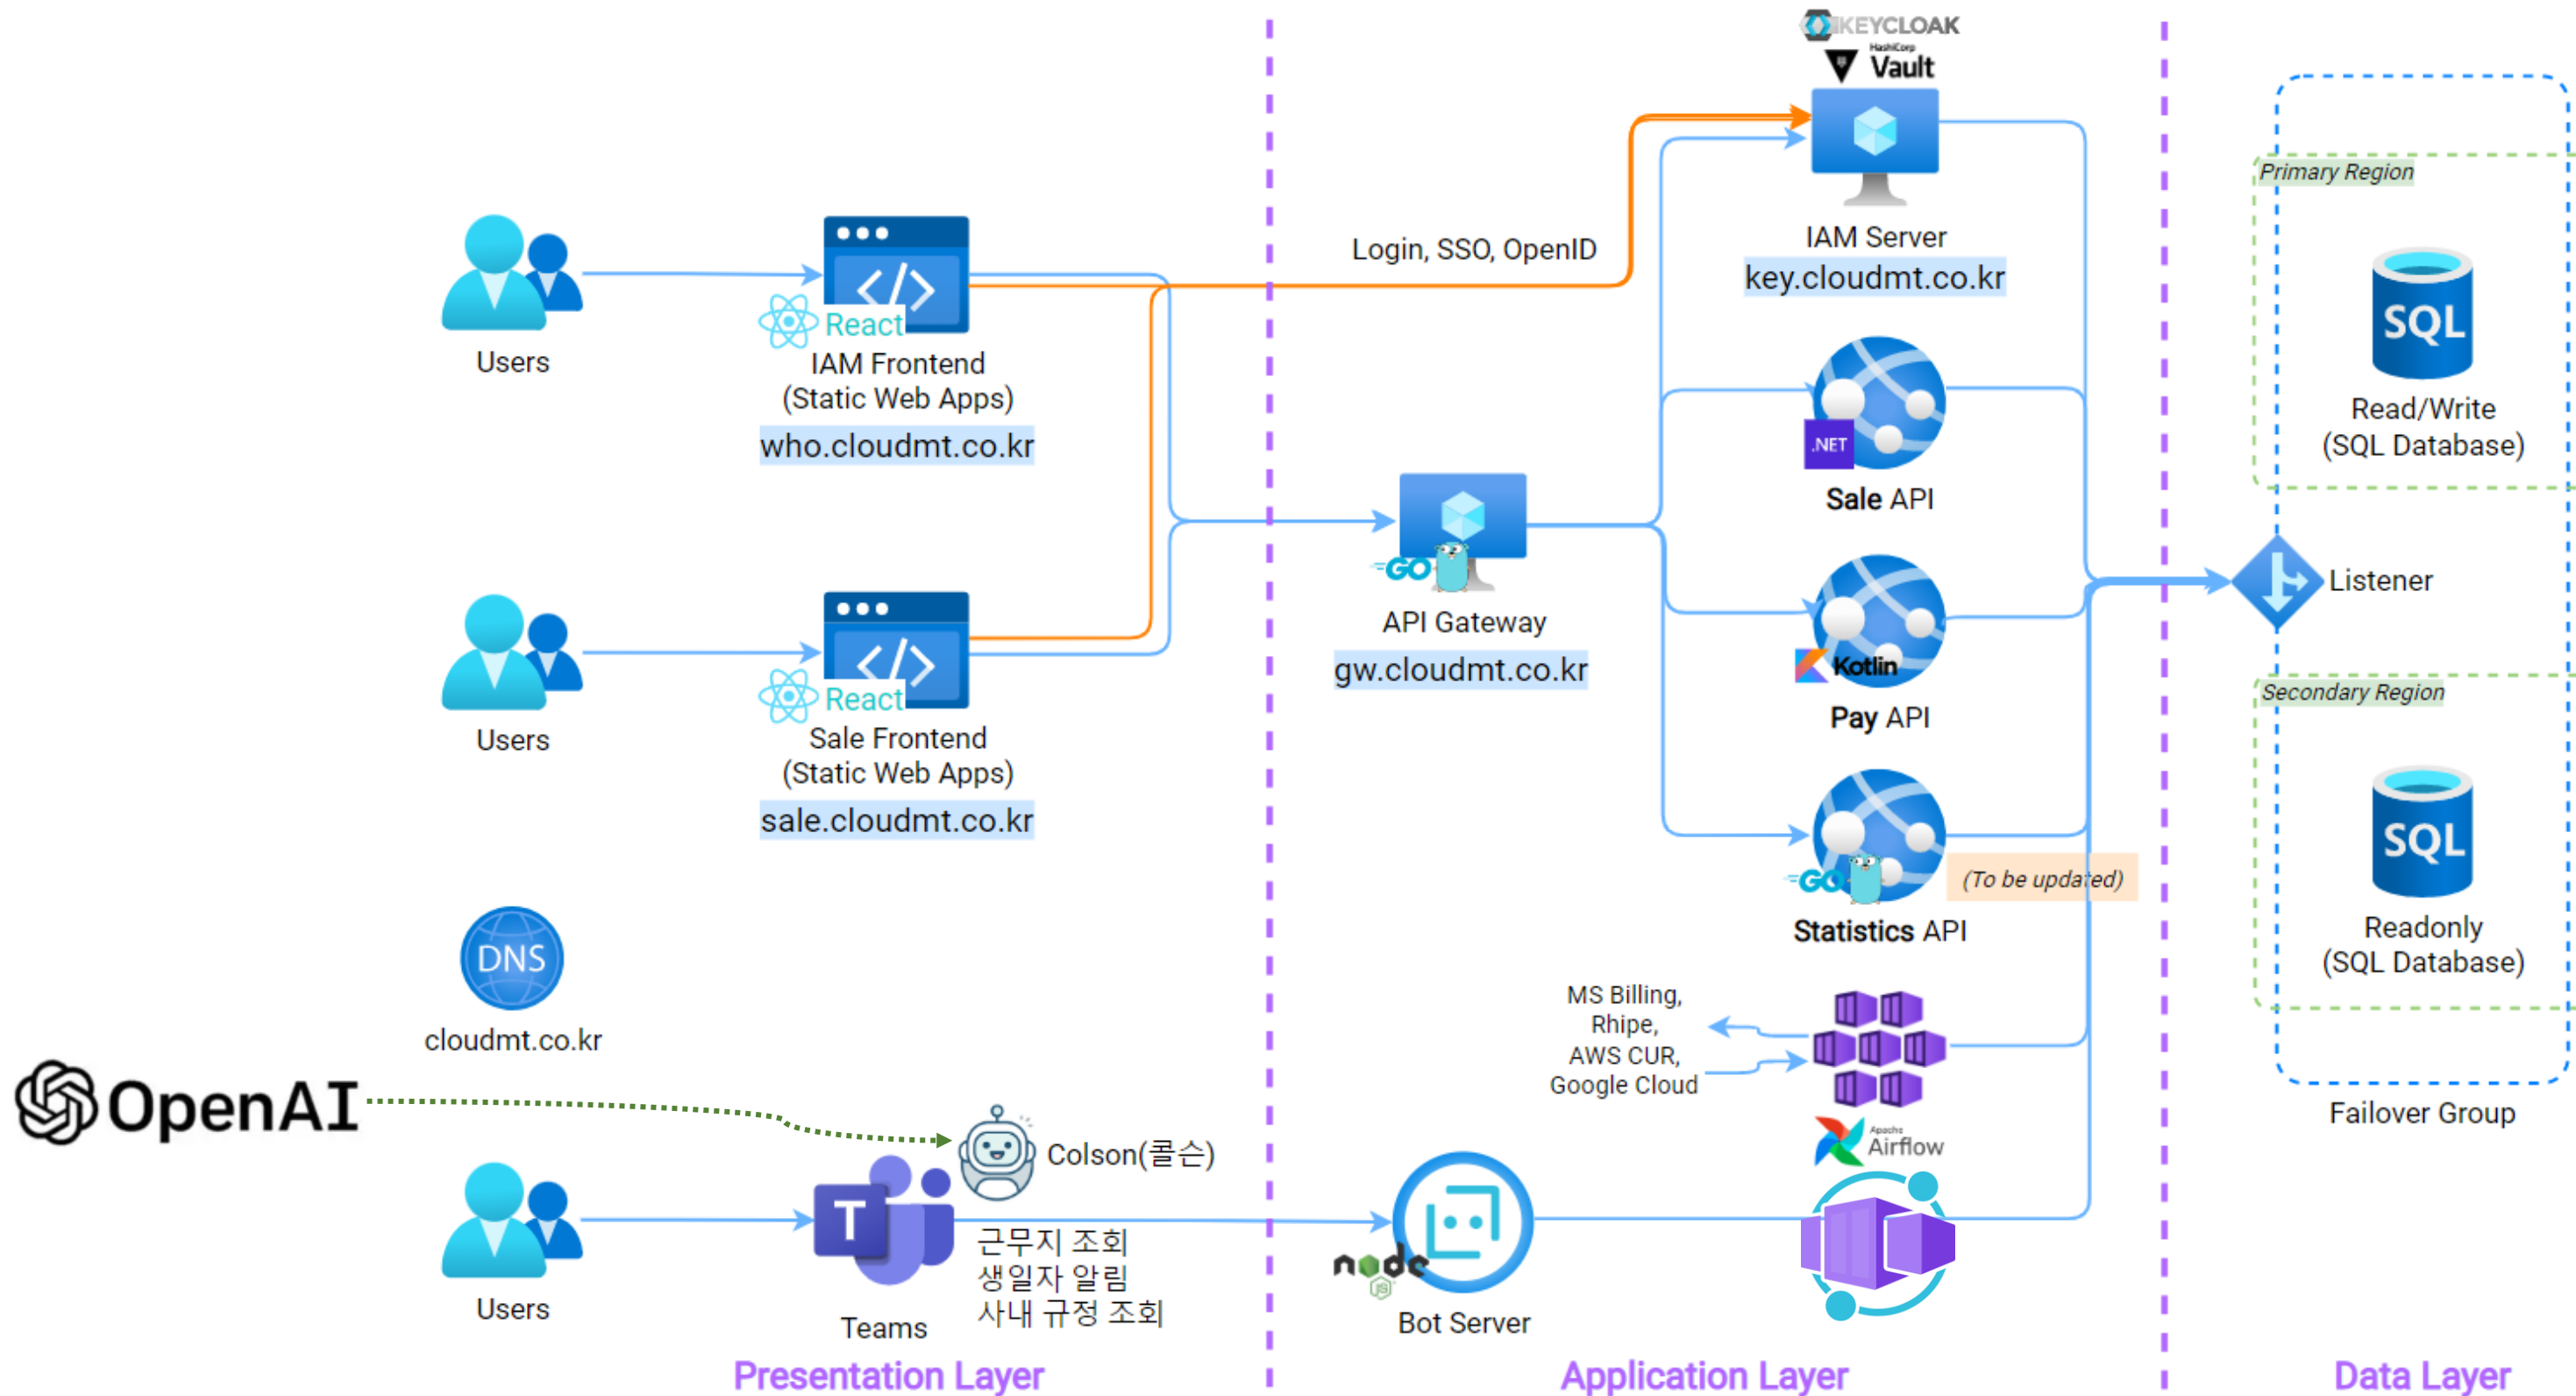 KEYCLOAK
HashiCorp
Vault
IAM Server
key.cloudmt.co.kr
Login, SSO, OpenID
Users
React
IAM Frontend
(Static Web Apps)
who.cloudmt.co.kr
.NET
Sale API
GO
API Gateway
gw.cloudmt.co.kr
Kotlin
Pay API
Users
React
Sale Frontend
(Static Web Apps)
sale.cloudmt.co.kr
GO
(To be updated)
Statistics API
DNS
cloudmt.co.kr
MS Billing,
Rhipe,
AWS CUR,
Google Cloud
Apache
Airflow
OpenAI
Colson(콜슨)
Users
T
Teams
근무지 조회
생일자 알림
사내 규정 조회
node
JS
Bot Server
Primary Region
SQL
Read/Write
(SQL Database)
Listener
Secondary Region
SQL
Readonly
(SQL Database)
Failover Group
Presentation Layer
Application Layer
Data Layer